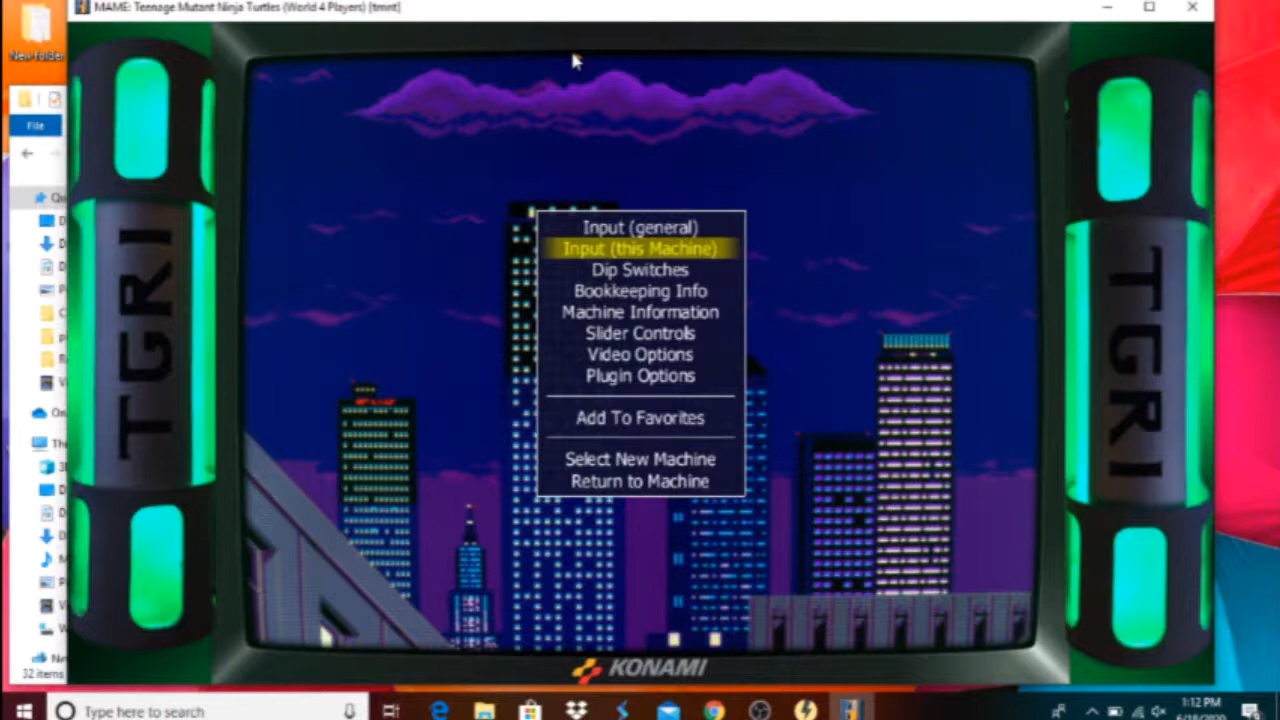 MAME: Teenage Mutant Ninja Turtles (World 4 Players) [tmnt]
New folder
File
TGRI
TGRI
Input (general)
Input (this Machine)
Dip Switches
Bookkeeping Info
Machine Information
Slider Controls
Video Options
Plugin Options
Add To Favorites
Select New Machine
Return to Machine
KONAMI
32 items
Type here to search
1:12 PM